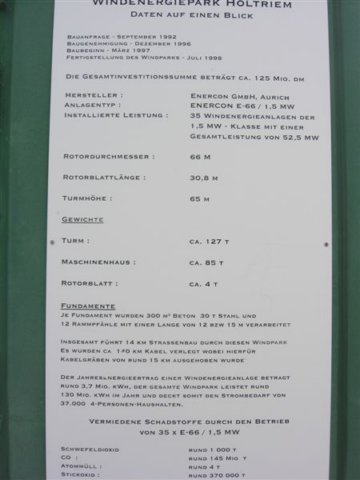 WINDENERGIEPARK HOLTRIEM
DATEN AUF EINEN BLICK
BAUANFRAGE - SEPTEMBER 1992
BAUGENEHMIGUNG - DEZEMBER 1996
BAUBEGINN - MÄRZ 1997
FERTIGSTELLUNG DES WINDPARKS - JULI 1998
DIE GESAMTINVESTITIONSSUMME BETRÄGT CA. 125 MIO. DM
HERSTELLER : ENERCON GMBH, AURICH
ANLAGENTYP : ENERCON E-66 / 1,5 MW
INSTALLIERTE LEISTUNG : 35 WINDENERGIEANLAGEN DER
1,5 MW - KLASSE MIT EINER
GESAMTLEISTUNG VON 52,5 MW
ROTORDURCHMESSER : 66 M
ROTORBLATTLÄNGE : 30,8 M
TURMHÖHE : 65 M
GEWICHTE
TURM : CA. 127 T
MASCHINENHAUS : CA. 85 T
ROTORBLATT : CA. 4 T
FUNDAMENTE
JE FUNDAMENT WURDEN 300 M³ BETON 30 T STAHL UND
12 RAMPFÄHLE MIT EINER LÄNGE VON 12 BZW 15 M VERARBEITET
INSGESAMT FÜHRT 14 KM STRASSENBAU DURCH DIESEN WINDPARK
ES WURDEN CA KABEL VERLEGT WOBEI HIERFÜR
KABELGRÄBEN VON RUND 15 KM AUSGEHOBEN WURDE
DER JAHRESENERGIEERTRAG EINER WINDENERGIEANLAGE BETRÄGT
RUND 3,7 MIO. KWH, DER GESAMTE WINDPARK LEISTET RUND
130 MIO. KWH IM JAHR UND DECKT SOMIT DEN STROMBEDARF VON
37.000 4-PERSONEN-HAUSHALTEN.
VERMIEDENE SCHADSTOFFE DURCH DEN BETRIEB
VON 35 X E-66 / 1,5 MW
SCHWEFELDIOXID RUND 1 000 T
CO : RUND 145 MIO. T
ATOMMÜLL : RUND 4 T
STICKOXID : RUND 370 000 T